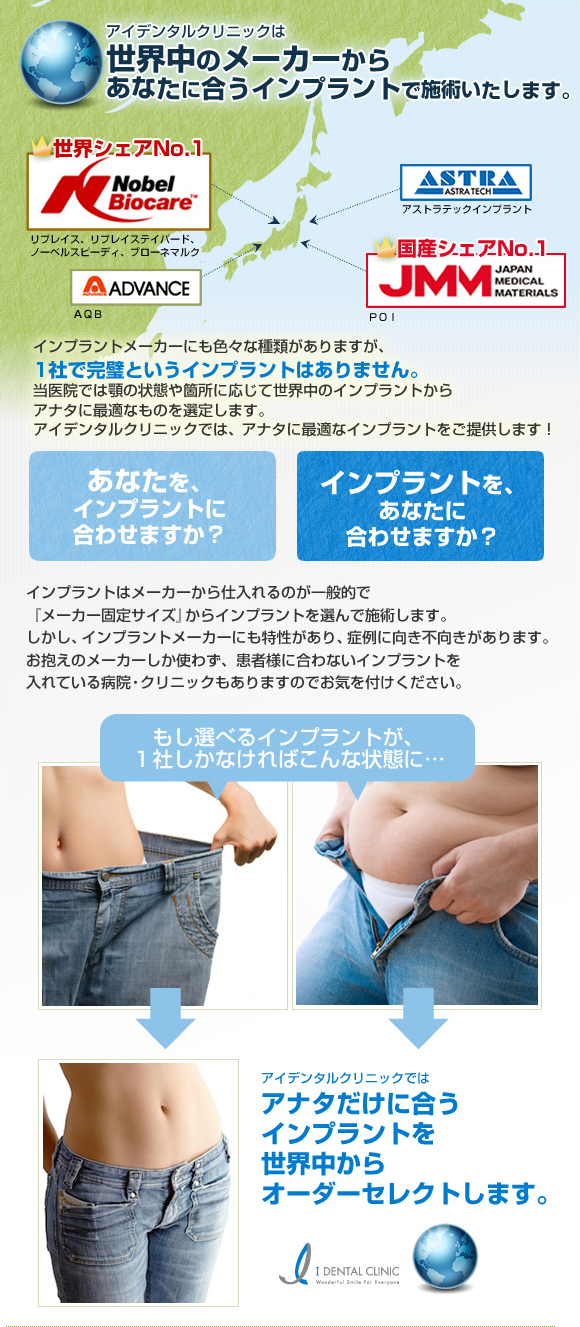 アイデンタルクリニックは
世界中のメーカーから
あなたに合うインプラントで施術いたします。
世界シェアNo.1
Nobel
Biocare™
リプレイス、リプレイステイパード、
ノーベルスピーディ、ブローネマルク
ASTRA
ASTRA TECH
アストラテックインプラント
ADVANCE
ADVANCE
AQB
国産シェアNo.1
JMM
JAPAN
MEDICAL
MATERIALS
POI
インプラントメーカーにも色々な種類がありますが、
1社で完璧というインプラントはありません。
当医院では顎の状態や箇所に応じて世界中のインプラントから
アナタに最適なものを選定します。
アイデンタルクリニックでは、アナタに最適なインプラントをご提供します！
あなたを、
インプラントに
合わせますか？
インプラントを、
あなたに
合わせますか？
インプラントはメーカーから仕入れるのが一般的で
『メーカー固定サイズ』からインプラントを選んで施術します。
しかし、インプラントメーカーにも特性があり、症例に向き不向きがあります。
お抱えのメーカーしか使わず、患者様に合わないインプラントを
入れている病院・クリニックもありますのでお気を付けください。
もし選べるインプラントが、
1社しかなければこんな状態に…
アイデンタルクリニックでは
アナタだけに合う
インプラントを
世界中から
オーダーセレクトします。
I DENTAL CLINIC
Wonderful Smile For Everyone